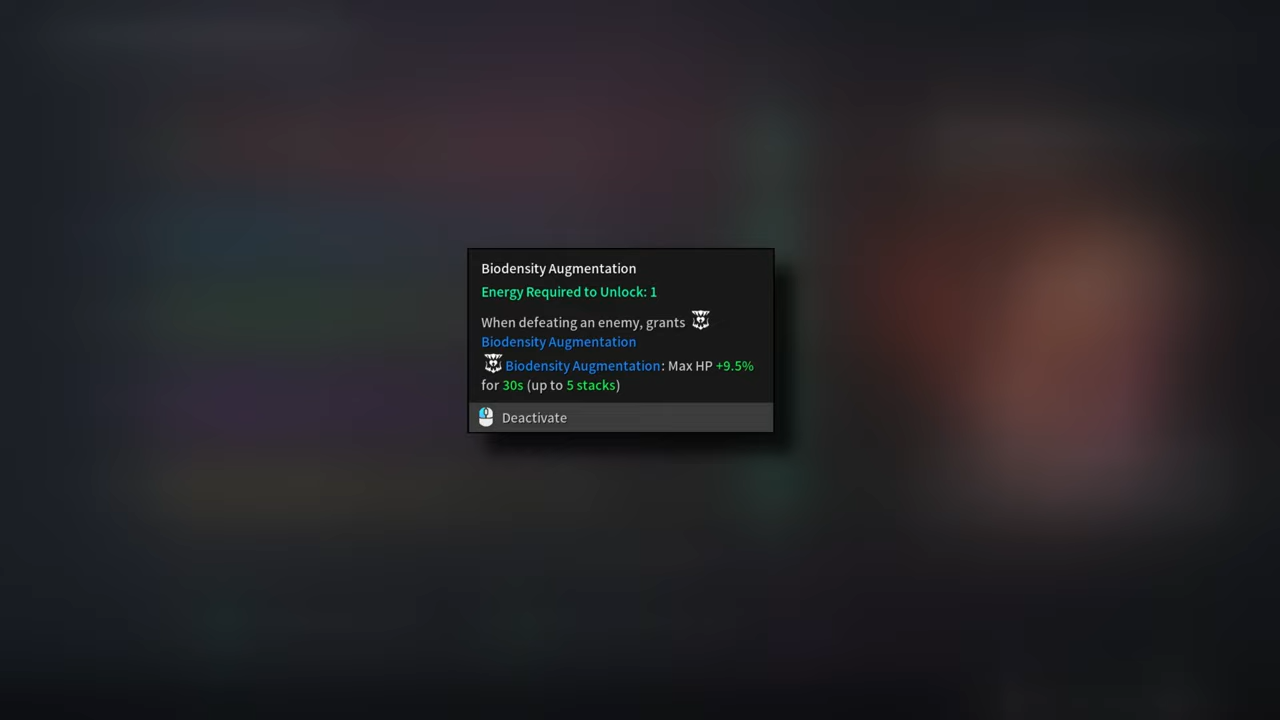 Biodensity Augmentation
Energy Required to Unlock: 1
When defeating an enemy, grants
Biodensity Augmentation
Biodensity Augmentation: Max HP +9.5%
for 30s (up to 5 stacks)
Deactivate